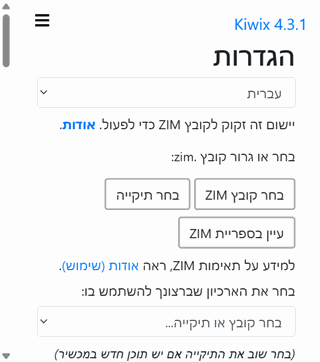 Kiwix 4.3.1
הגדרות
עברית
יישום זה זקוק לקובץ ZIM כדי לפעול. אודות.
בחר או גרור קובץ .zim:
בחר קובץ ZIM
בחר תיקייה
עיין בספריית ZIM
למידע על תאימות ZIM, ראה אודות (שימוש).
בחר את הארכיון שברצונך להשתמש בו:
בחר קובץ או תיקייה...
(בחר שוב את התיקייה אם יש תוכן חדש במכשיר)